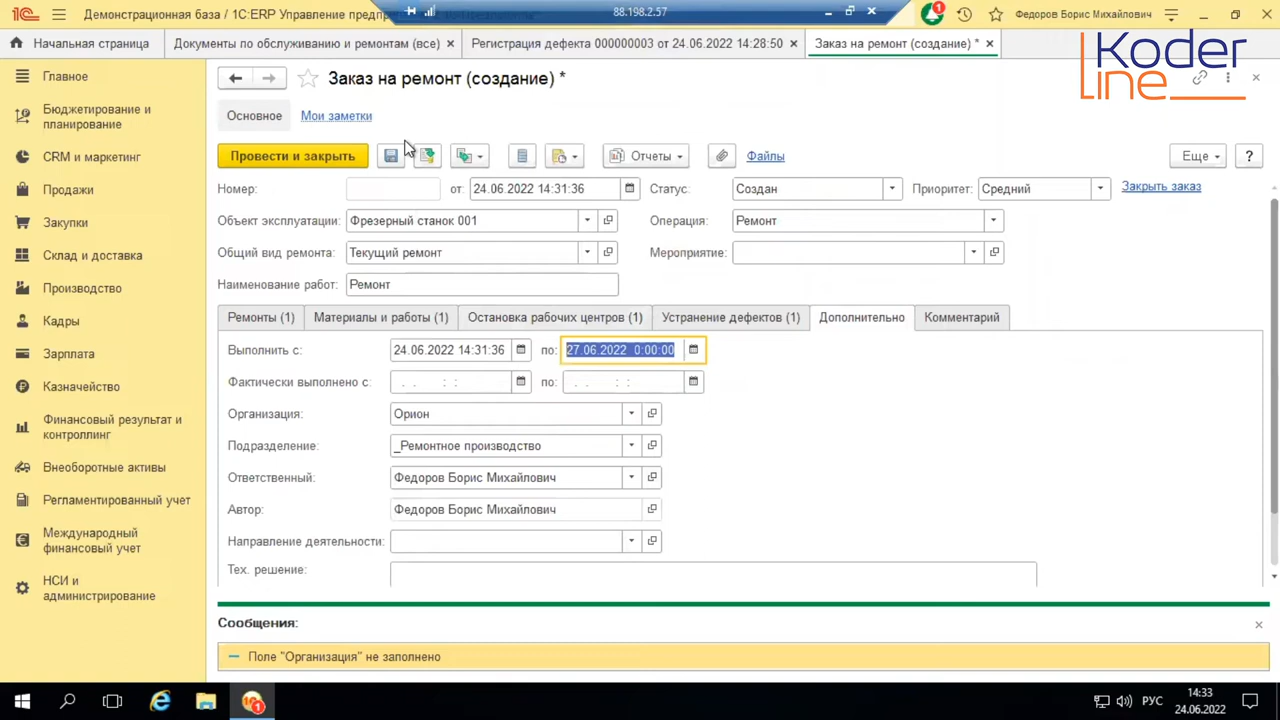 Демонстрационная база / 1C:ERP Управление предпр
88.198.2.57
Федоров Борис Михайлович
Начальная страница
Документы по обслуживанию и ремонтам (все)
Регистрация дефекта 000000003 от 24.06.2022 14:28:50
Заказ на ремонт (создание) *
Koder line
Главное
Бюджетирование и
планирование
CRM и маркетинг
Продажи
Закупки
Склад и доставка
Производство
Кадры
Зарплата
Казначейство
Финансовый результат и
контроллинг
Внеоборотные активы
Регламентированный учет
Международный
финансовый учет
НСИ и
администрирование
Заказ на ремонт (создание) *
Основное Мои заметки
Провести и закрыть Отчеты Файлы Еще ?
Номер: от: 24.06.2022 14:31:36 Статус: Создан Приоритет: Средний Закрыть заказ
Объект эксплуатации: Фрезерный станок 001 Операция: Ремонт
Общий вид ремонта: Текущий ремонт Мероприятие:
Наименование работ: Ремонт
Ремонты (1) Материалы и работы (1) Остановка рабочих центров (1) Устранение дефектов (1) Дополнительно Комментарий
Выполнить с: 24.06.2022 14:31:36 по: 27.06.2022 0:00:00
Фактически выполнено с: . . : : по: . . : :
Организация: Орион
Подразделение: _Ремонтное производство
Ответственный: Федоров Борис Михайлович
Автор: Федоров Борис Михайлович
Направление деятельности:
Тех. решение:
Сообщения:
Поле "Организация" не заполнено
РУС
14:33
24.06.2022